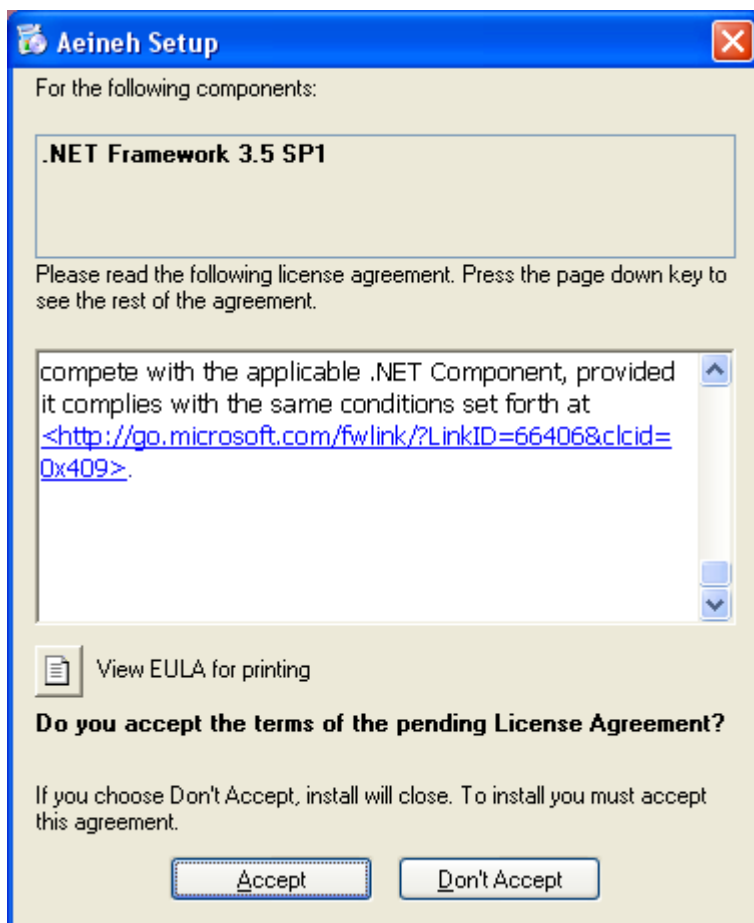 Aeineh Setup
For the following components:
.NET Framework 3.5 SP1
Please read the following license agreement. Press the page down key to
see the rest of the agreement.
compete with the applicable .NET Component, provided
it complies with the same conditions set forth at
<http://go.microsoft.com/fwlink/?LinkID=66406&clcid=
0x409>.
View EULA for printing
Do you accept the terms of the pending License Agreement?
If you choose Don't Accept, install will close. To install you must accept
this agreement.
Accept
Don't Accept